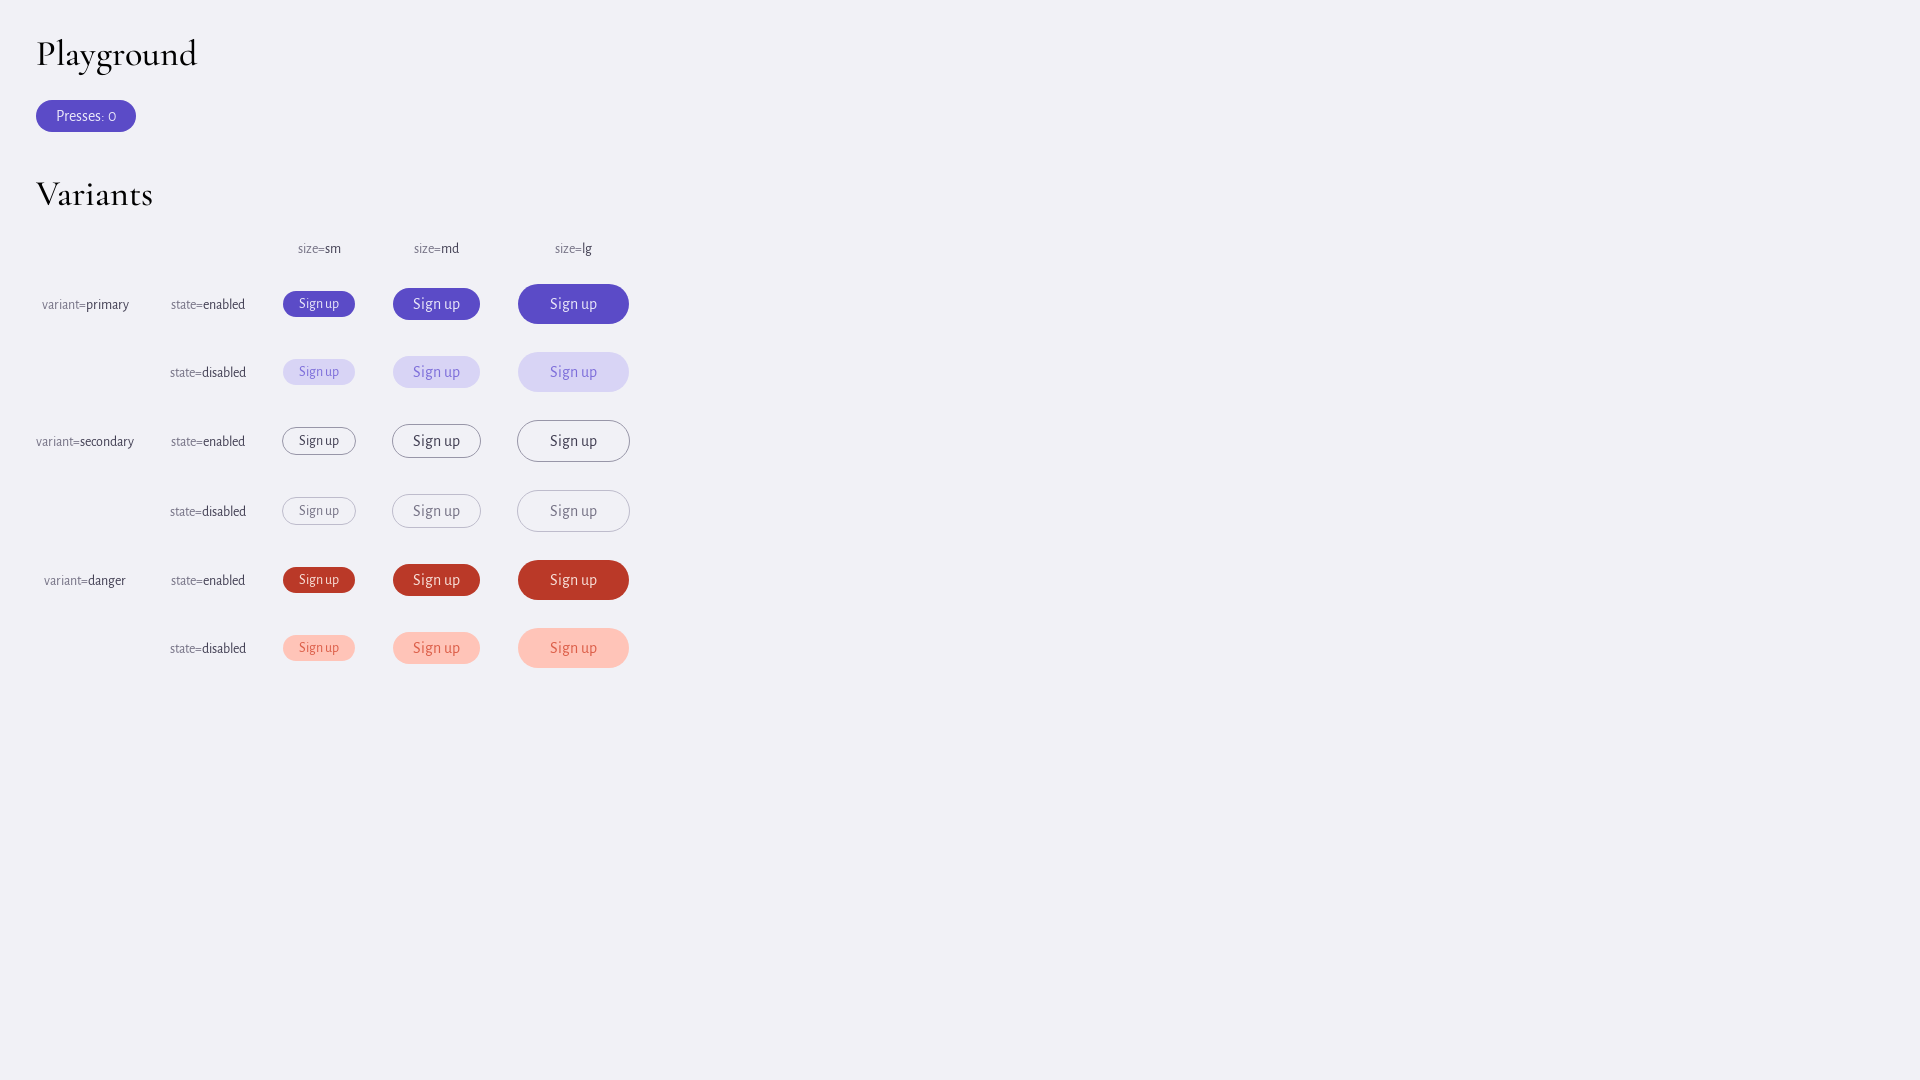 Playground
Presses: 0
Variants
size=sm size=md size=lg
variant=primary state=enabled Sign up Sign up Sign up
state=disabled Sign up Sign up Sign up
variant=secondary state=enabled Sign up Sign up Sign up
state=disabled Sign up Sign up Sign up
variant=danger state=enabled Sign up Sign up Sign up
state=disabled Sign up Sign up Sign up